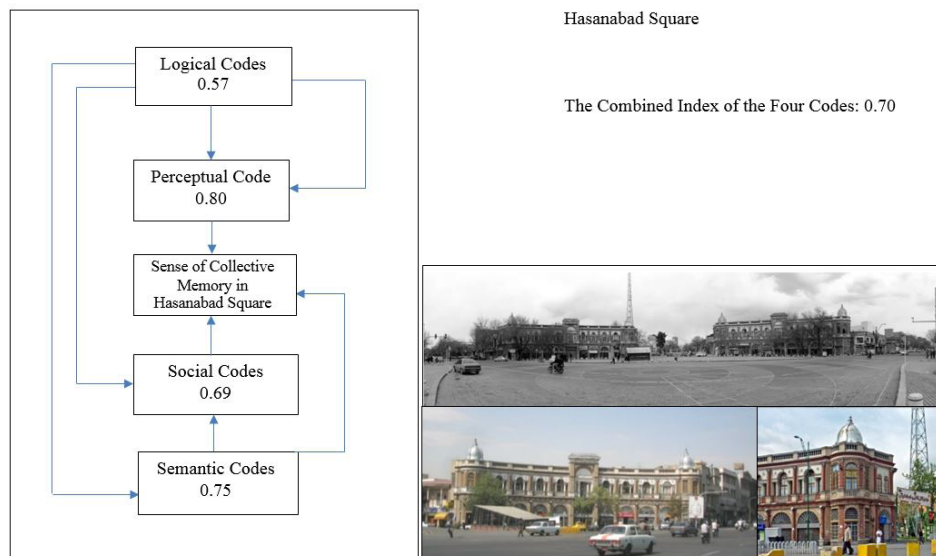 Logical Codes
0.57
Perceptual Code
0.80
Sense of Collective
Memory in
Hasanabad Square
Social Codes
0.69
Semantic Codes
0.75
Hasanabad Square
The Combined Index of the Four Codes: 0.70